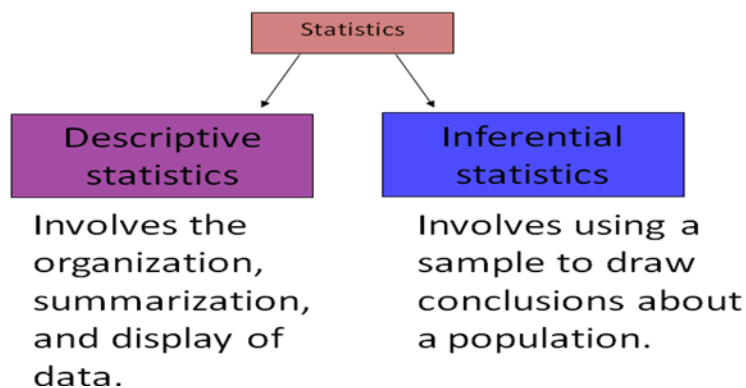 Statistics
Descriptive
statistics
Involves the
organization,
summarization,
and display of
data.
Inferential
statistics
Involves using a
sample to draw
conclusions about
a population.